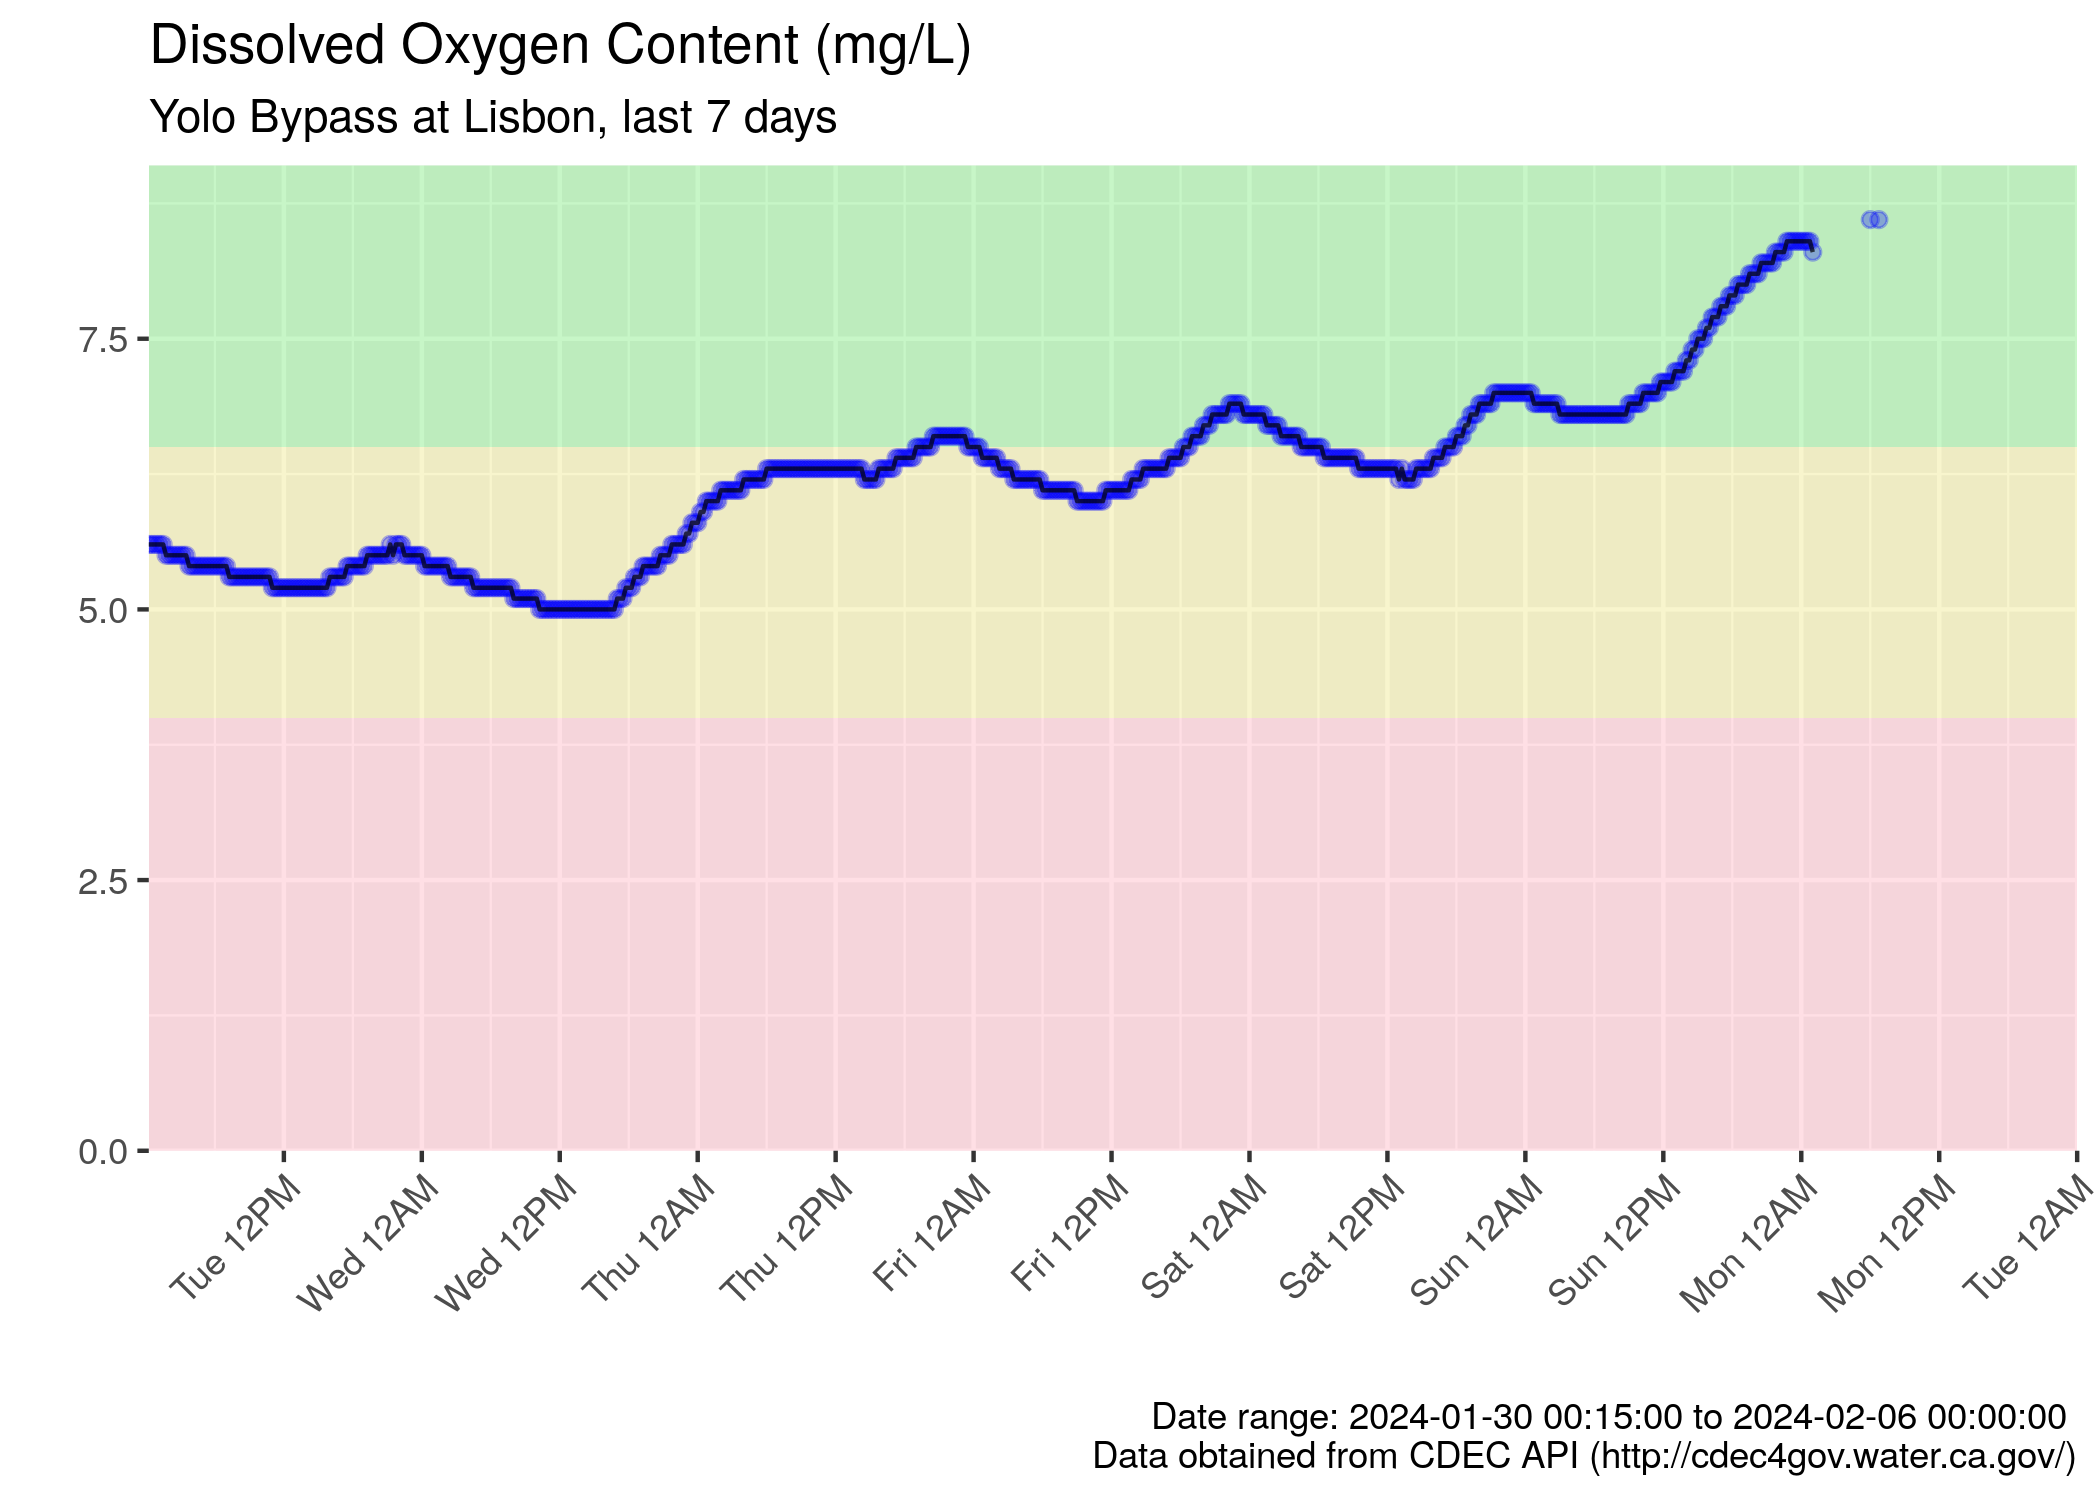 Dissolved Oxygen Content (mg/L)
Yolo Bypass at Lisbon, last 7 days
7.5
5.0
2.5
0.0
Tue 12PM
Wed 12AM
Wed 12PM
Thu 12AM
Thu 12PM
Fri 12AM
Fri 12PM
Sat 12AM
Sat 12PM
Sun 12AM
Sun 12PM
Mon 12AM
Mon 12PM
Tue 12AM
Date range: 2024-01-30 00:15:00 to 2024-02-06 00:00:00
Data obtained from CDEC API (http://cdec4gov.water.ca.gov/)